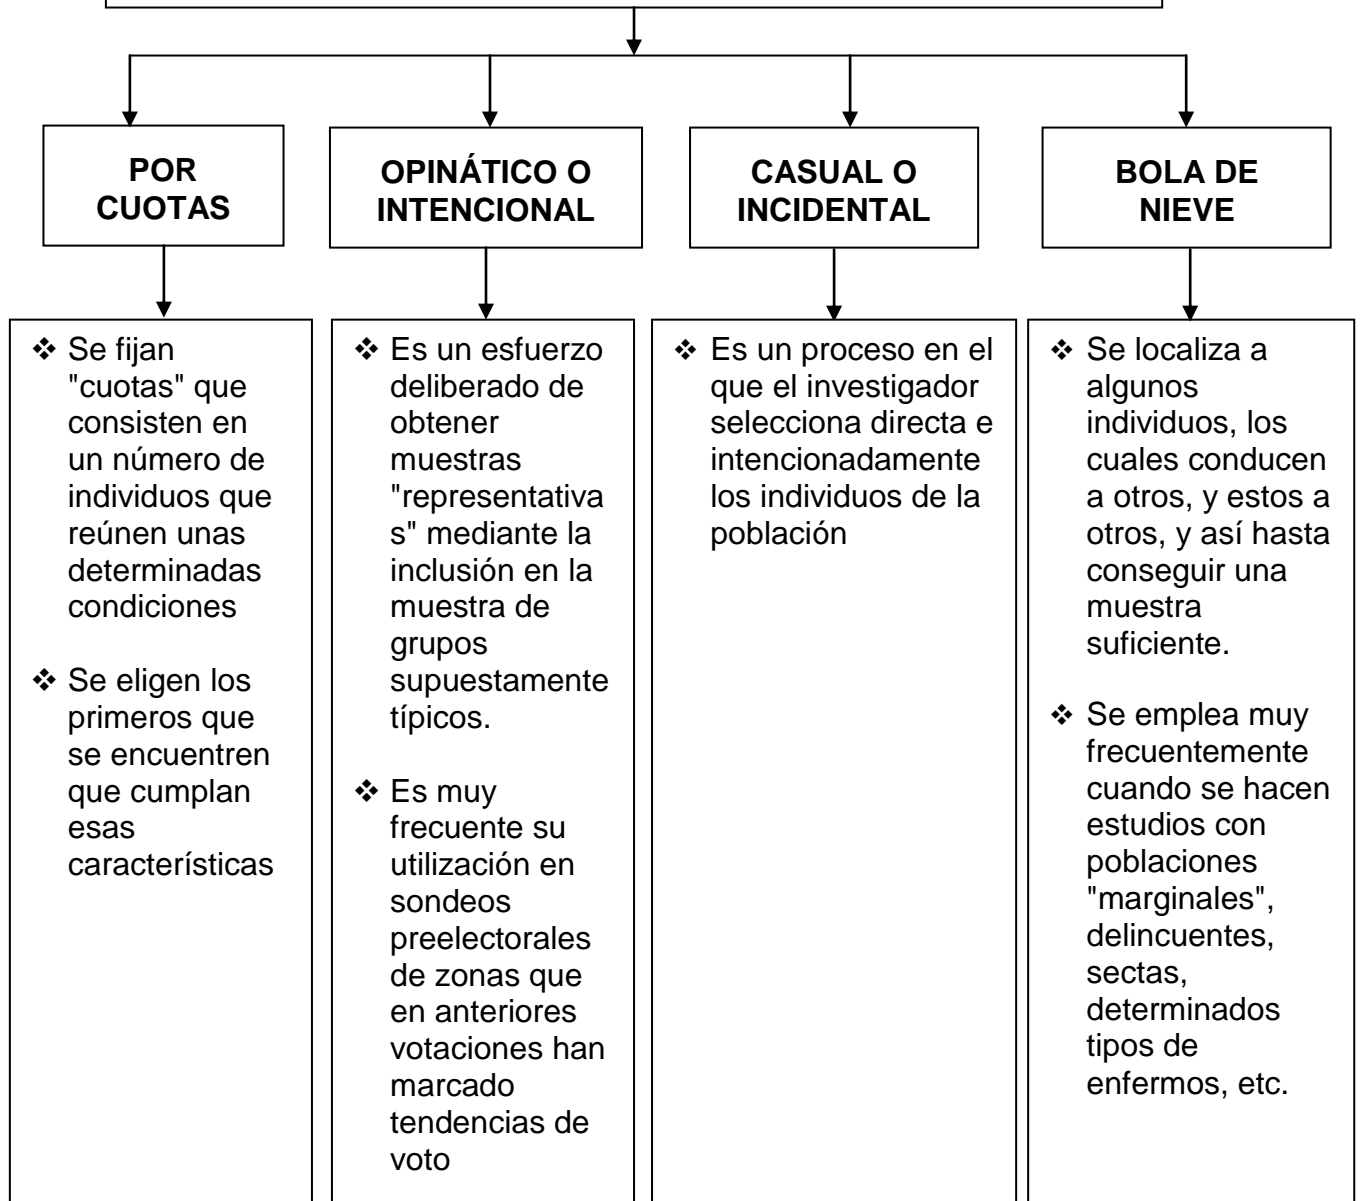 POR
CUOTAS
OPINÁTICO O
INTENCIONAL
CASUAL O
INCIDENTAL
BOLA DE
NIEVE
❖ Se fijan
"cuotas" que
consisten en
un número de
individuos que
reúnen unas
determinadas
condiciones
❖ Se eligen los
primeros que
se encuentren
que cumplan
esas
características
❖ Es un esfuerzo
deliberado de
obtener
muestras
"representativa
s" mediante la
inclusión en la
muestra de
grupos
supuestamente
típicos.
❖ Es muy
frecuente su
utilización en
sondeos
preelectorales
de zonas que
en anteriores
votaciones han
marcado
tendencias de
voto
❖ Es un proceso en el
que el investigador
selecciona directa e
intencionadamente
los individuos de la
población
❖ Se localiza a
algunos
individuos, los
cuales conducen
a otros, y estos a
otros, y así hasta
conseguir una
muestra
suficiente.
❖ Se emplea muy
frecuentemente
cuando se hacen
estudios con
poblaciones
"marginales",
delincuentes,
sectas,
determinados
tipos de
enfermos, etc.